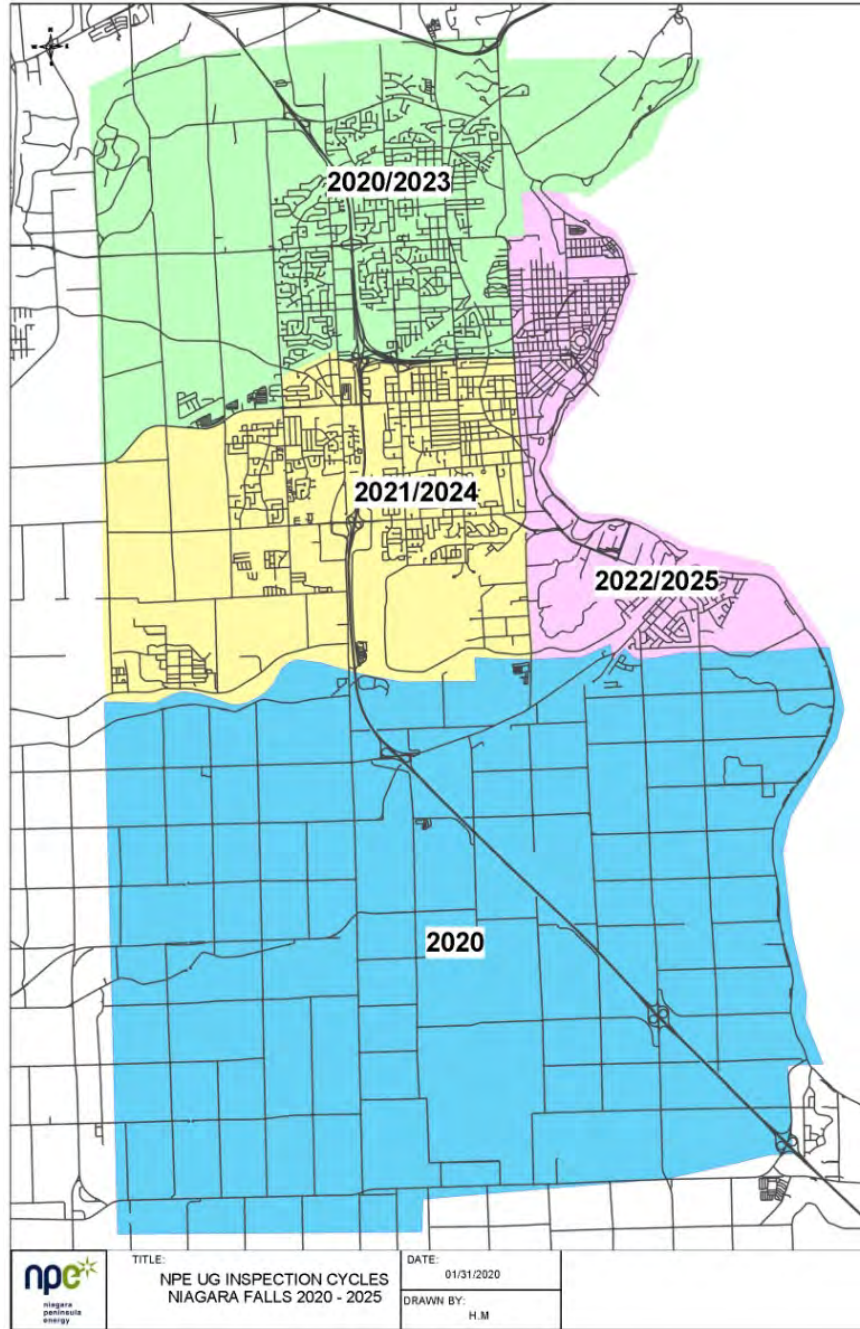 N
W E
S
2020/2023
2021/2024
2022/2025
2020
npe
niagara
peninsula
energy
TITLE:
NPE UG INSPECTION CYCLES
NIAGARA FALLS 2020 - 2025
DATE:
01/31/2020
DRAWN BY:
H.M